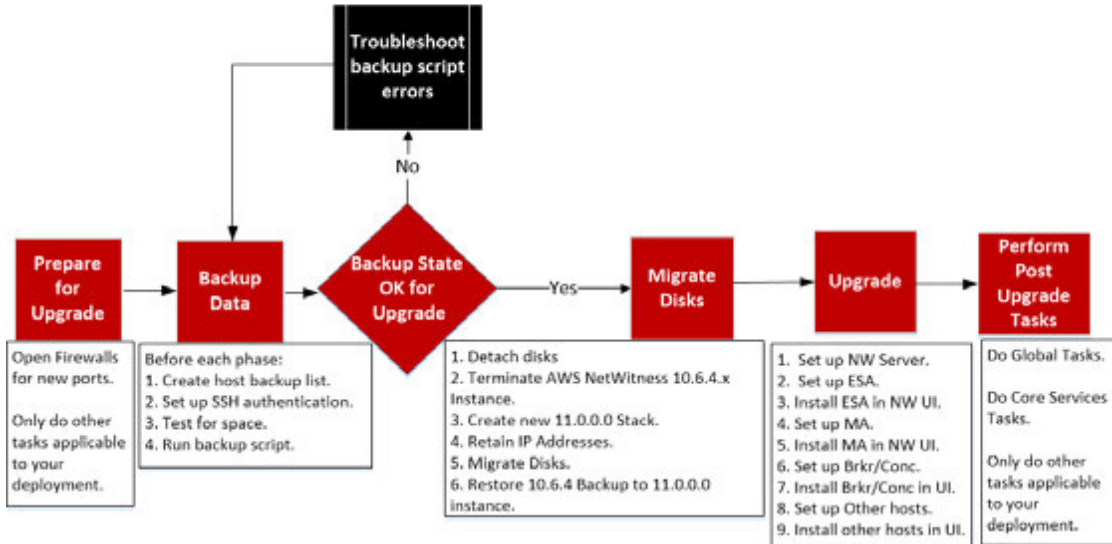 Troubleshoot
backup script
errors
No
Prepare
for
Upgrade
Backup
Data
Backup State
OK for
Upgrade
Yes
Migrate
Disks
Upgrade
Perform
Post
Upgrade
Tasks
Open Firewalls
for new ports.
Only do other
tasks applicable
to your
deployment.
Before each phase:
1. Create host backup list.
2. Set up SSH authentication.
3. Test for space.
4. Run backup script.
1. Detach disks
2. Terminate AWS NetWitness 10.6.4.x
Instance.
3. Create new 11.0.0.0 Stack.
4. Retain IP Addresses.
5. Migrate Disks.
6. Restore 10.6.4 Backup to 11.0.0.0
instance.
1. Set up NW Server.
2. Set up ESA.
3. Install ESA in NW UI.
4. Set up MA.
5. Install MA in NW UI.
6. Set up Brkr/Conc.
7. Install Brkr/Conc in UI.
8. Set up Other hosts.
9. Install other hosts in UI.
Do Global Tasks.
Do Core Services
Tasks.
Only do other
tasks applicable
to your
deployment.